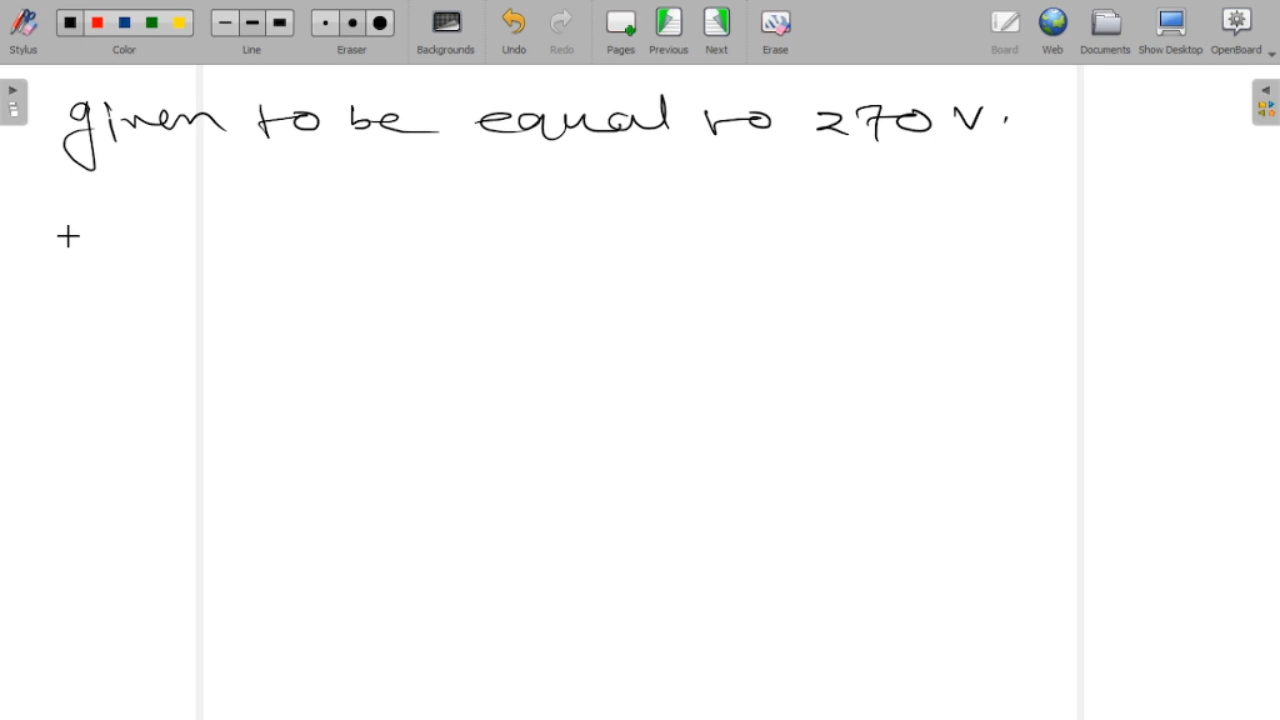 Stylus Color Line Eraser Backgrounds Undo Redo Pages Previous Next Erase Board Web Documents Show Desktop OpenBoard
given to be equal to 270 V.
+